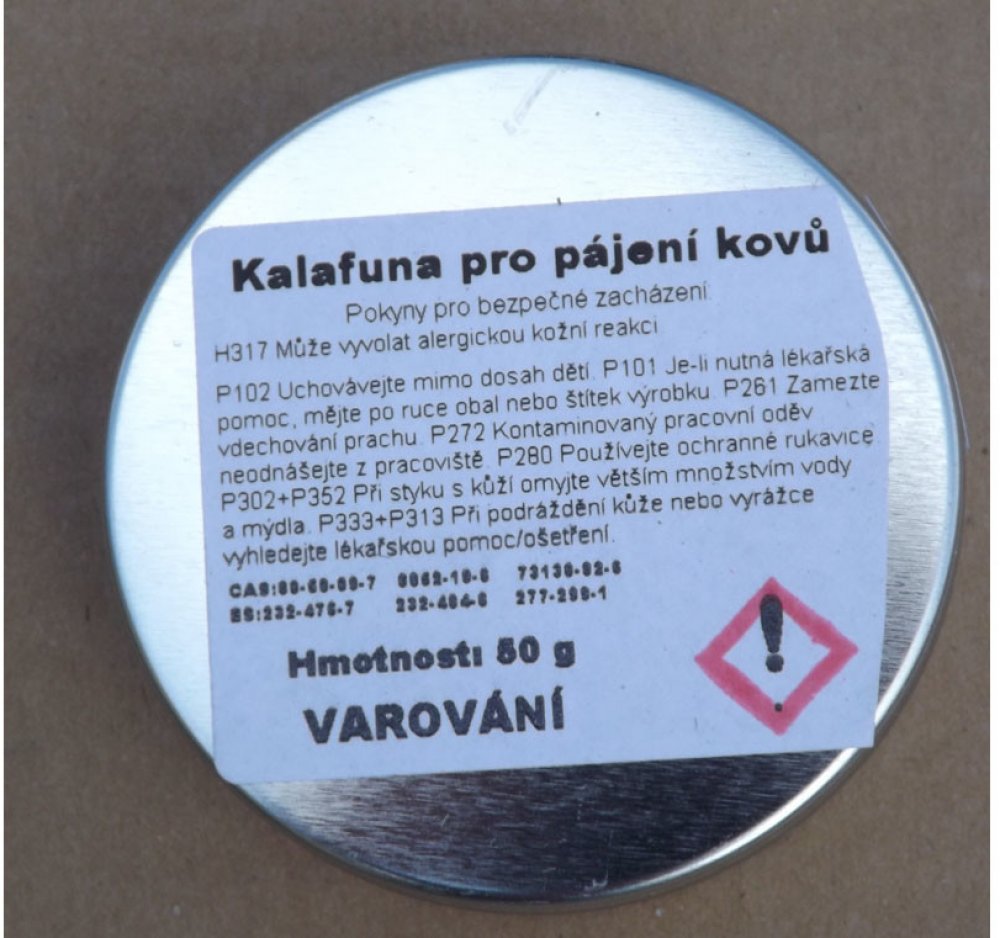 Kalafuna pro pájení kovů
Pokyny pro bezpečné zacházení
H317 Může vyvolat alergickou kožní reakci
P102 Uchovávejte mimo dosah dětí. P101 Je-li nutná lékařská
pomoc, mějte po ruce obal nebo štítek výrobku. P261 Zamezte
vdechování prachu. P272 Kontaminovaný pracovní oděv
neodnášejte z pracoviště. P280 Používejte ochranné rukavice.
P302+P352 Při styku s kůží omyjte větším množstvím vody
a mýdla. P333+P313 Při podráždění kůže nebo vyrážce
vyhledejte lékařskou pomoc/ošetření.
Hmotnost: 50 g
VAROVÁNÍ